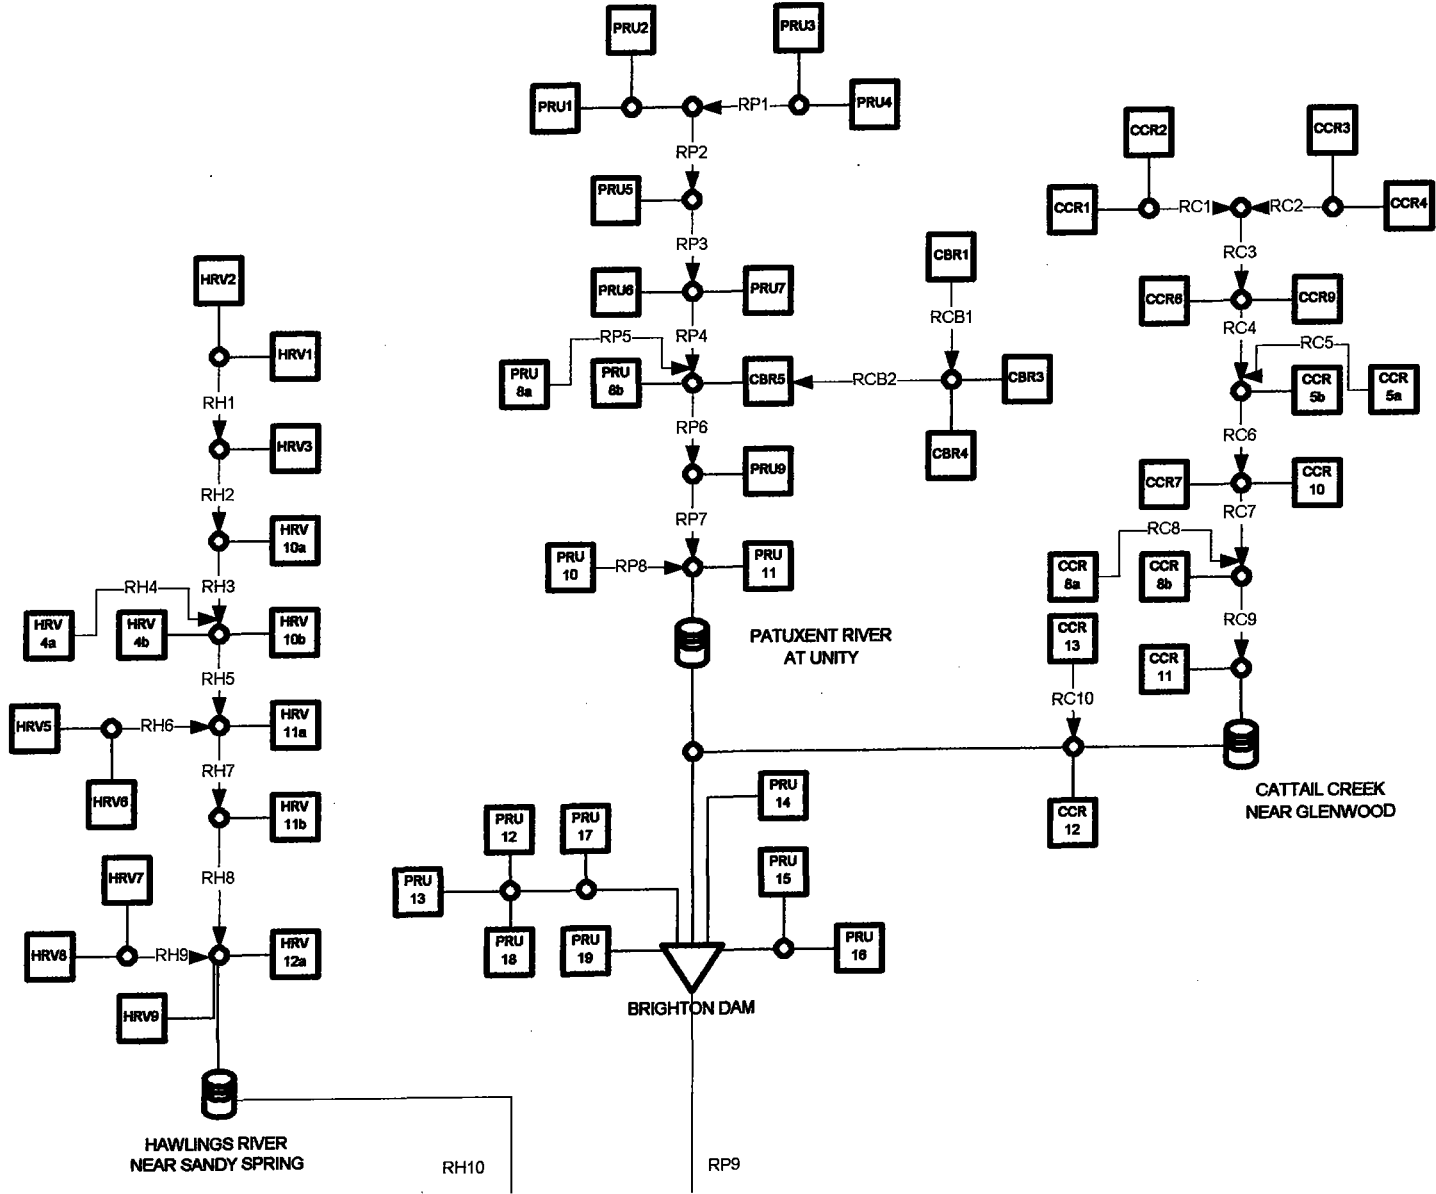 PRU2
PRU3
PRU1
RP1
PRU4
CCR2
CCR3
RP2
PRU5
CCR1
RC1
RC2
CCR4
RP3
CBR1
RC3
HRV2
PRU6
PRU7
CCR6
CCR9
RCB1
RC4
RP5
RP4
RC5
HRV1
PRU
8a
PRU
8b
CBR5
RCB2
CBR3
CCR
5b
CCR
5a
RH1
RP6
RC6
HRV3
CBR4
PRU9
CCR7
CCR
10
RH2
RP7
RC7
HRV
10a
RC8
PRU
10
RP8
PRU
11
CCR
8a
CCR
8b
RH4
RH3
HRV
4a
HRV
4b
HRV
10b
PATUXENT RIVER
AT UNITY
CCR
13
RC9
CCR
11
RH5
RC10
HRV5
RH6
HRV
11a
RH7
HRV6
HRV
11b
PRU
14
CATTAIL CREEK
NEAR GLENWOOD
CCR
12
PRU
12
PRU
17
HRV7
RH8
PRU
13
PRU
15
HRV8
RH9
HRV
12a
PRU
18
PRU
19
PRU
16
HRV9
BRIGHTON DAM
HAWLINGS RIVER
NEAR SANDY SPRING
RH10
RP9